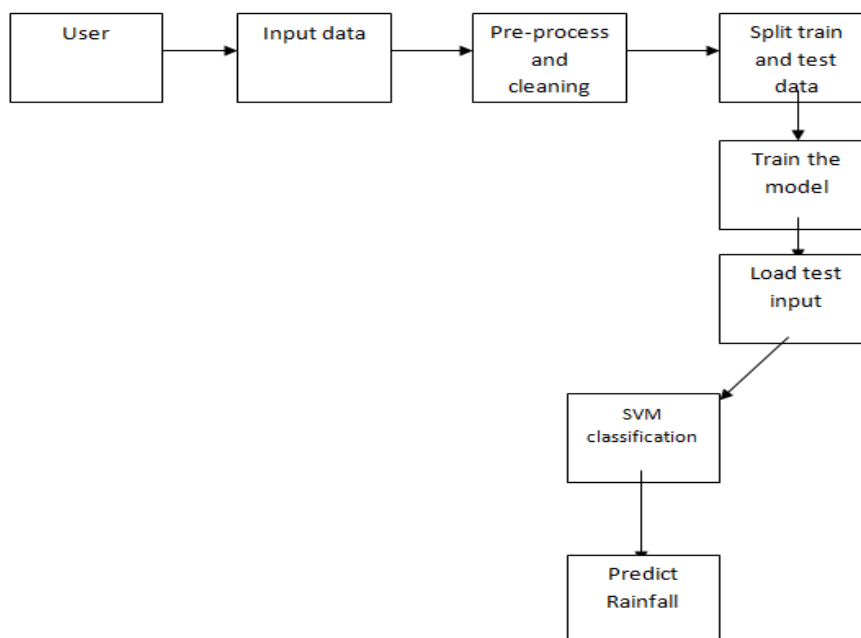 User
Input data
Pre-process
and
cleaning
Split train
and test
data
Train the
model
Load test
input
SVM
classification
Predict
Rainfall